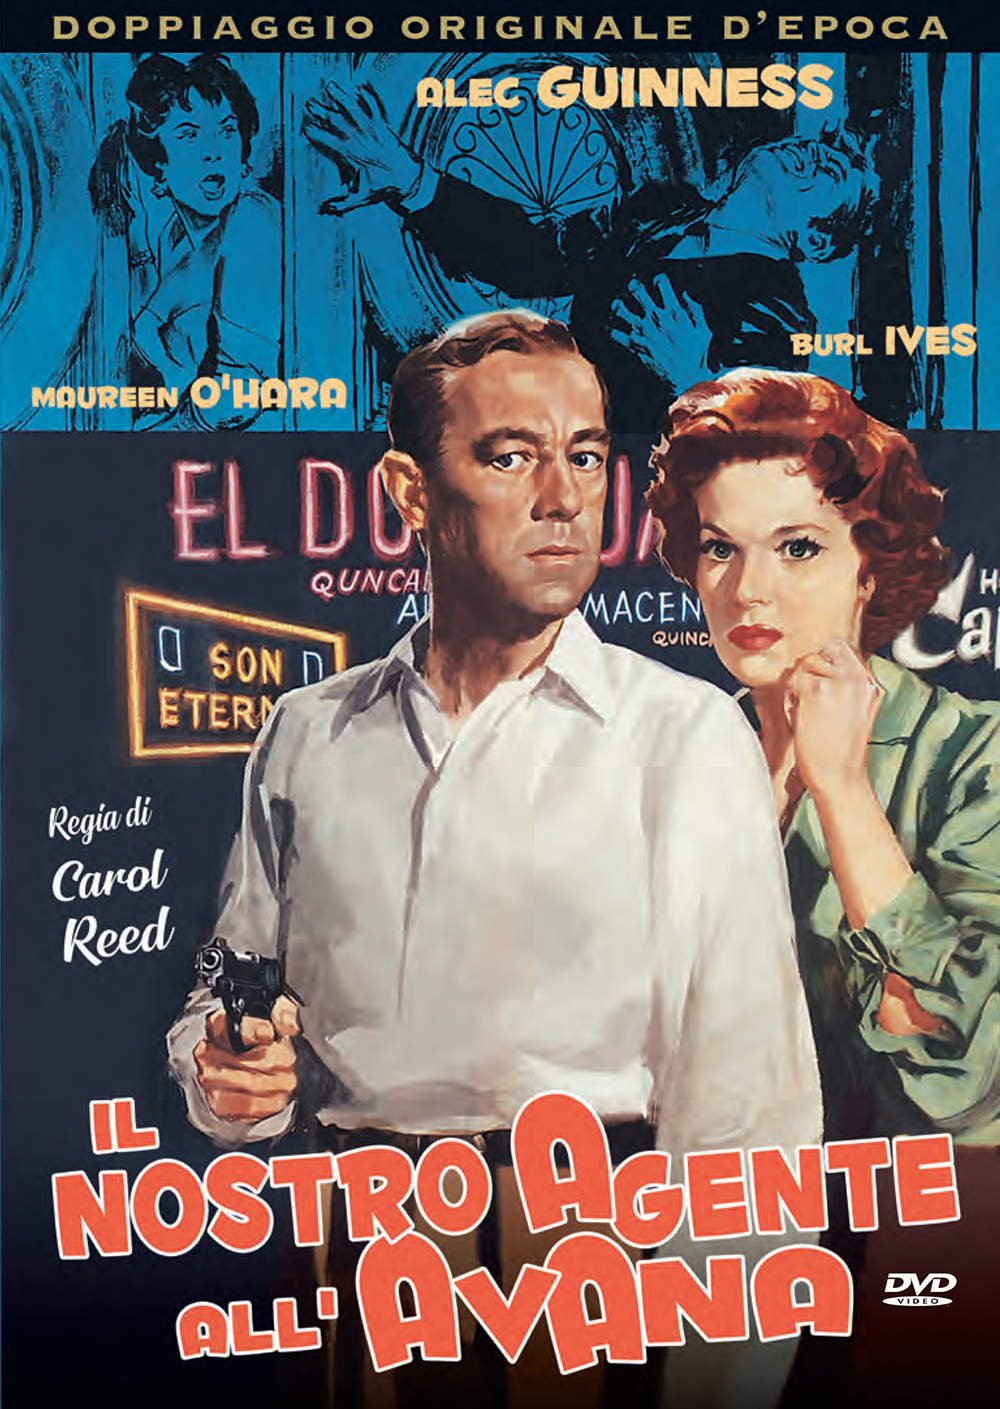 DOPPIAGGIO ORIGINALE D'EPOCA
ALEC GUINNESS
BURL IVES
MAUREEN O'HARA
EL
QUNCA
MACEN
QUINC
SON
ETERN
Regia di
Carol
Reed
IL
NOSTRO AGENTE
ALL'AVANA
DVD
VIDEO